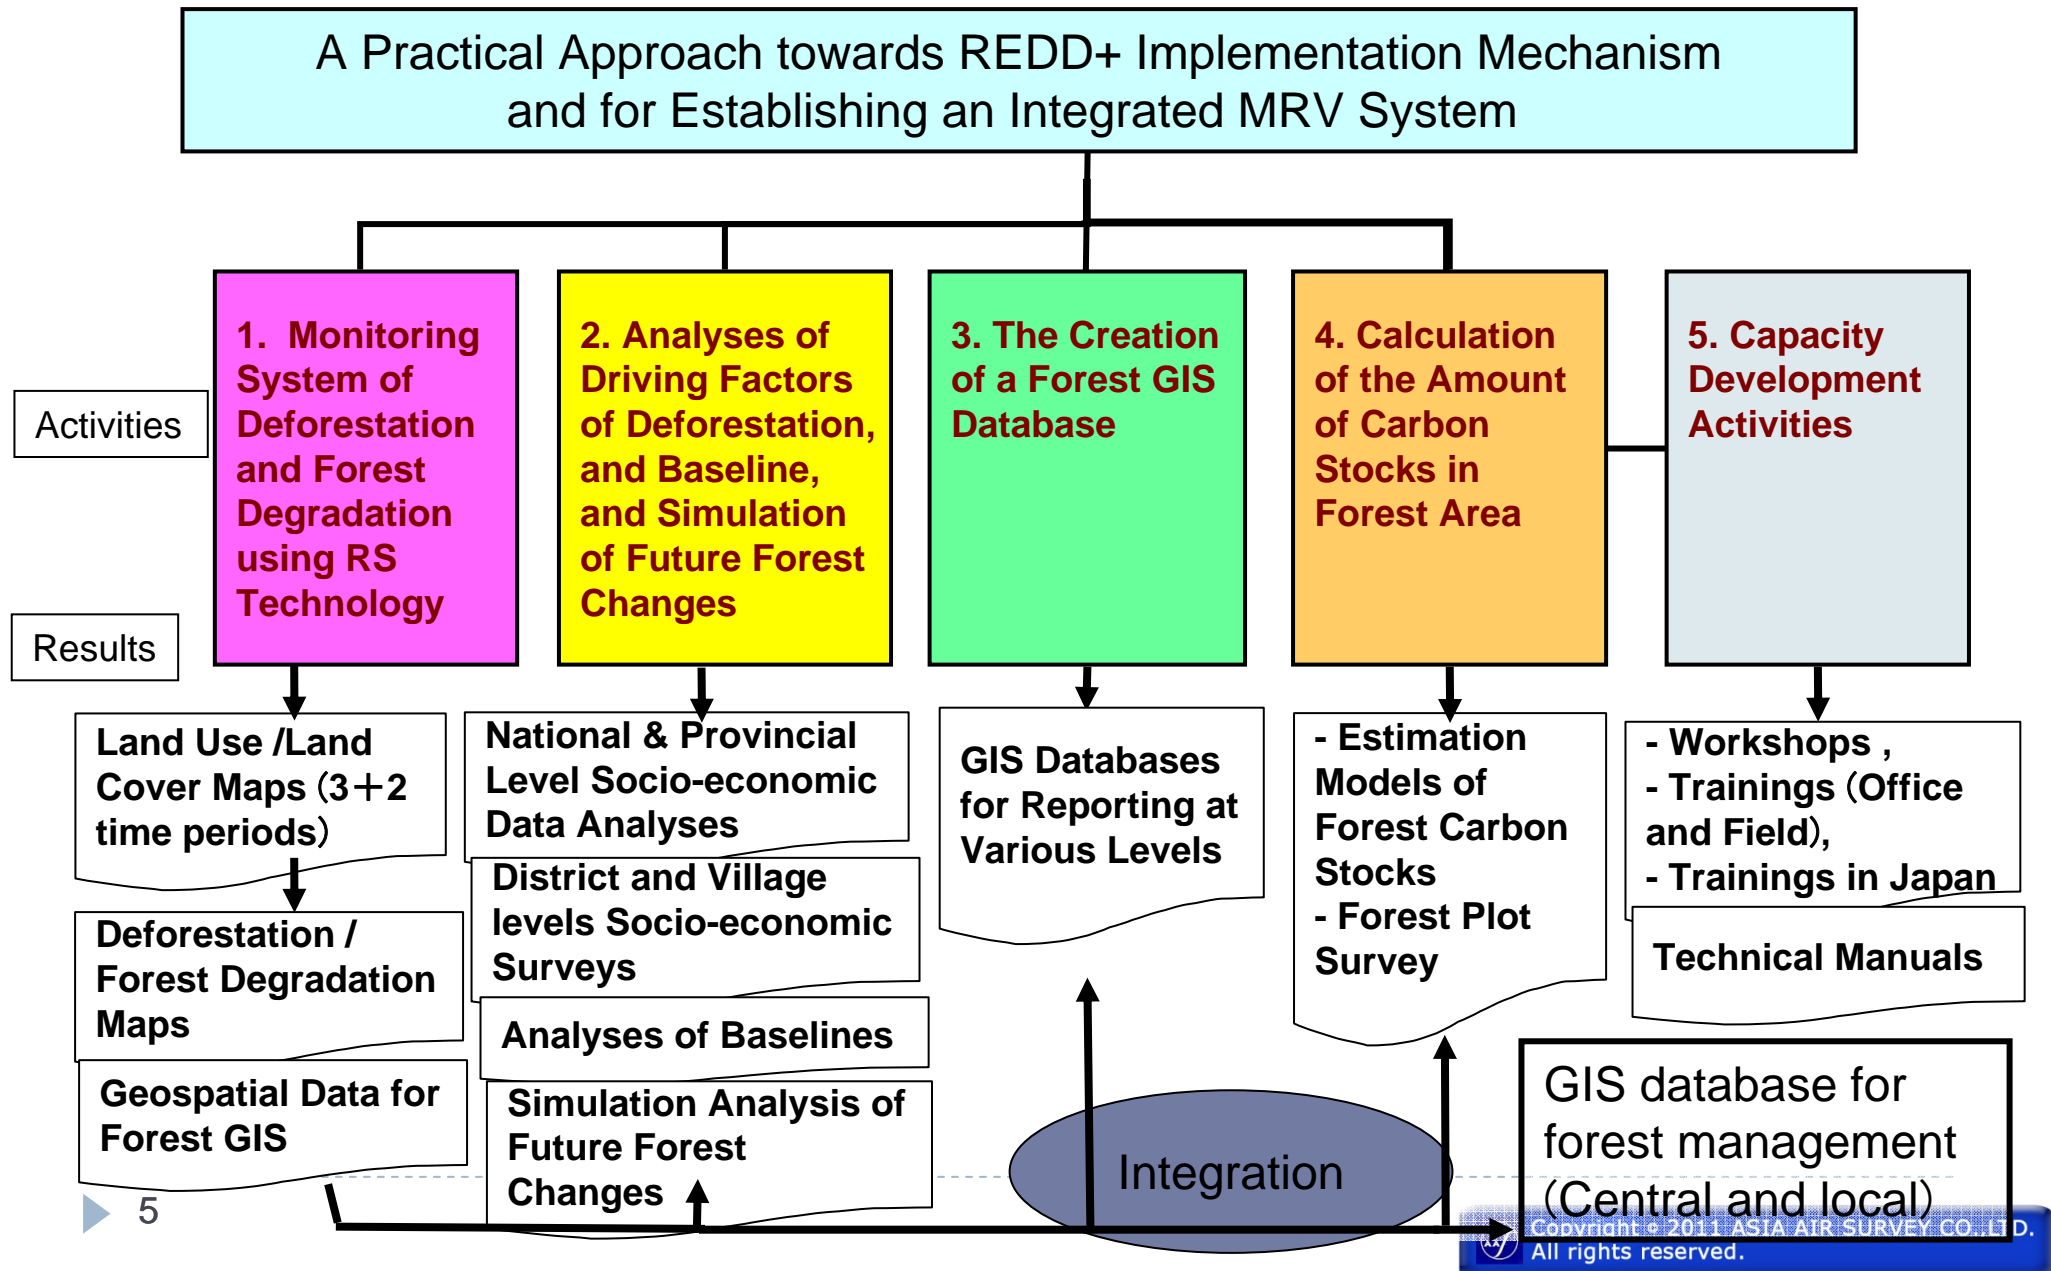 A Practical Approach towards REDD+ Implementation Mechanism
and for Establishing an Integrated MRV System
Activities
Results
1.  Monitoring
System of
Deforestation
and Forest
Degradation
using RS
Technology
2. Analyses of
Driving Factors
of Deforestation,
and Baseline,
and Simulation
of Future Forest
Changes
3. The Creation
of a Forest GIS
Database
4. Calculation
of the Amount
of Carbon
Stocks in
Forest Area
5. Capacity
Development
Activities
Land Use /Land
Cover Maps（3＋2
time periods）
Deforestation /
Forest Degradation
Maps
Geospatial Data for
Forest GIS
National & Provincial
Level Socio-economic
Data Analyses
District and Village
levels Socio-economic
Surveys
Analyses of Baselines
Simulation Analysis of
Future Forest
Changes
GIS Databases
for Reporting at
Various Levels
- Estimation
Models of
Forest Carbon
Stocks
- Forest Plot
Survey
- Workshops ,
- Trainings（Office
and Field）,
- Trainings in Japan
Technical Manuals
Integration
GIS database for
forest management
（Central and local）
5
Copyright © 2011 ASIA AIR SURVEY CO.,LTD.
All rights reserved.